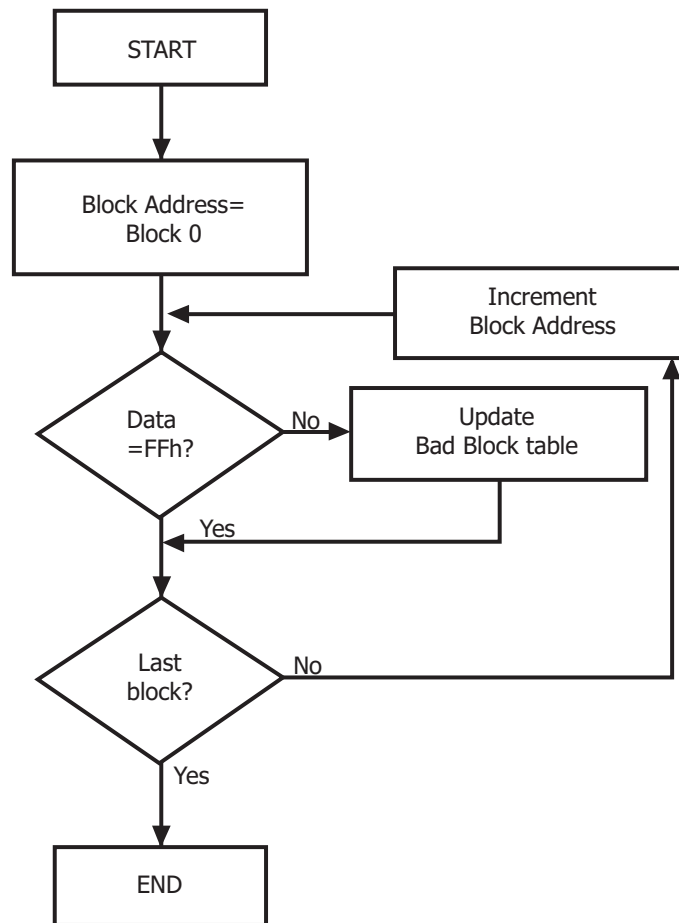 START
Block Address=
Block 0
Increment
Block Address
Data
=FFh?
No
Update
Bad Block table
Yes
Last
block?
No
Yes
END